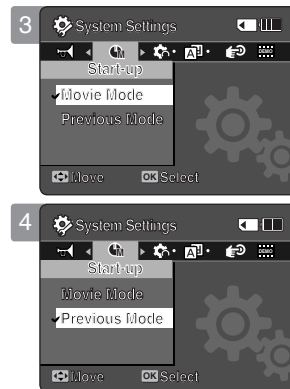 3
System Settings
Start-up
Movie Mode
Previous Mode
Move OK Select
4
System Settings
Start-up
Movie Mode
Previous Mode
Move OK Select